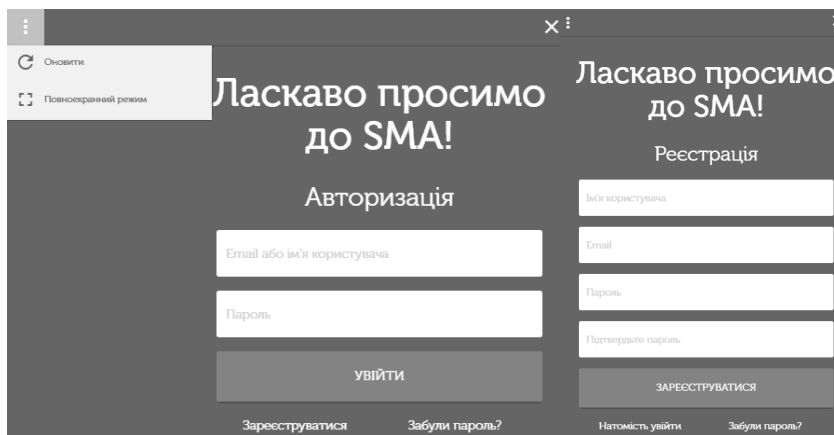 Оновити
Повноекранний режим
Ласкаво просимо
до SMA!
Авторизація
Email або ім'я користувача
Пароль
УВІЙТИ
Зареєструватися Забули пароль?
Ласкаво просимо
до SMA!
Реєстрація
Ім'я користувача
Email
Пароль
Підтвердьте пароль
ЗАРЕЄСТРУВАТИСЯ
Натомість увійти Забули пароль?